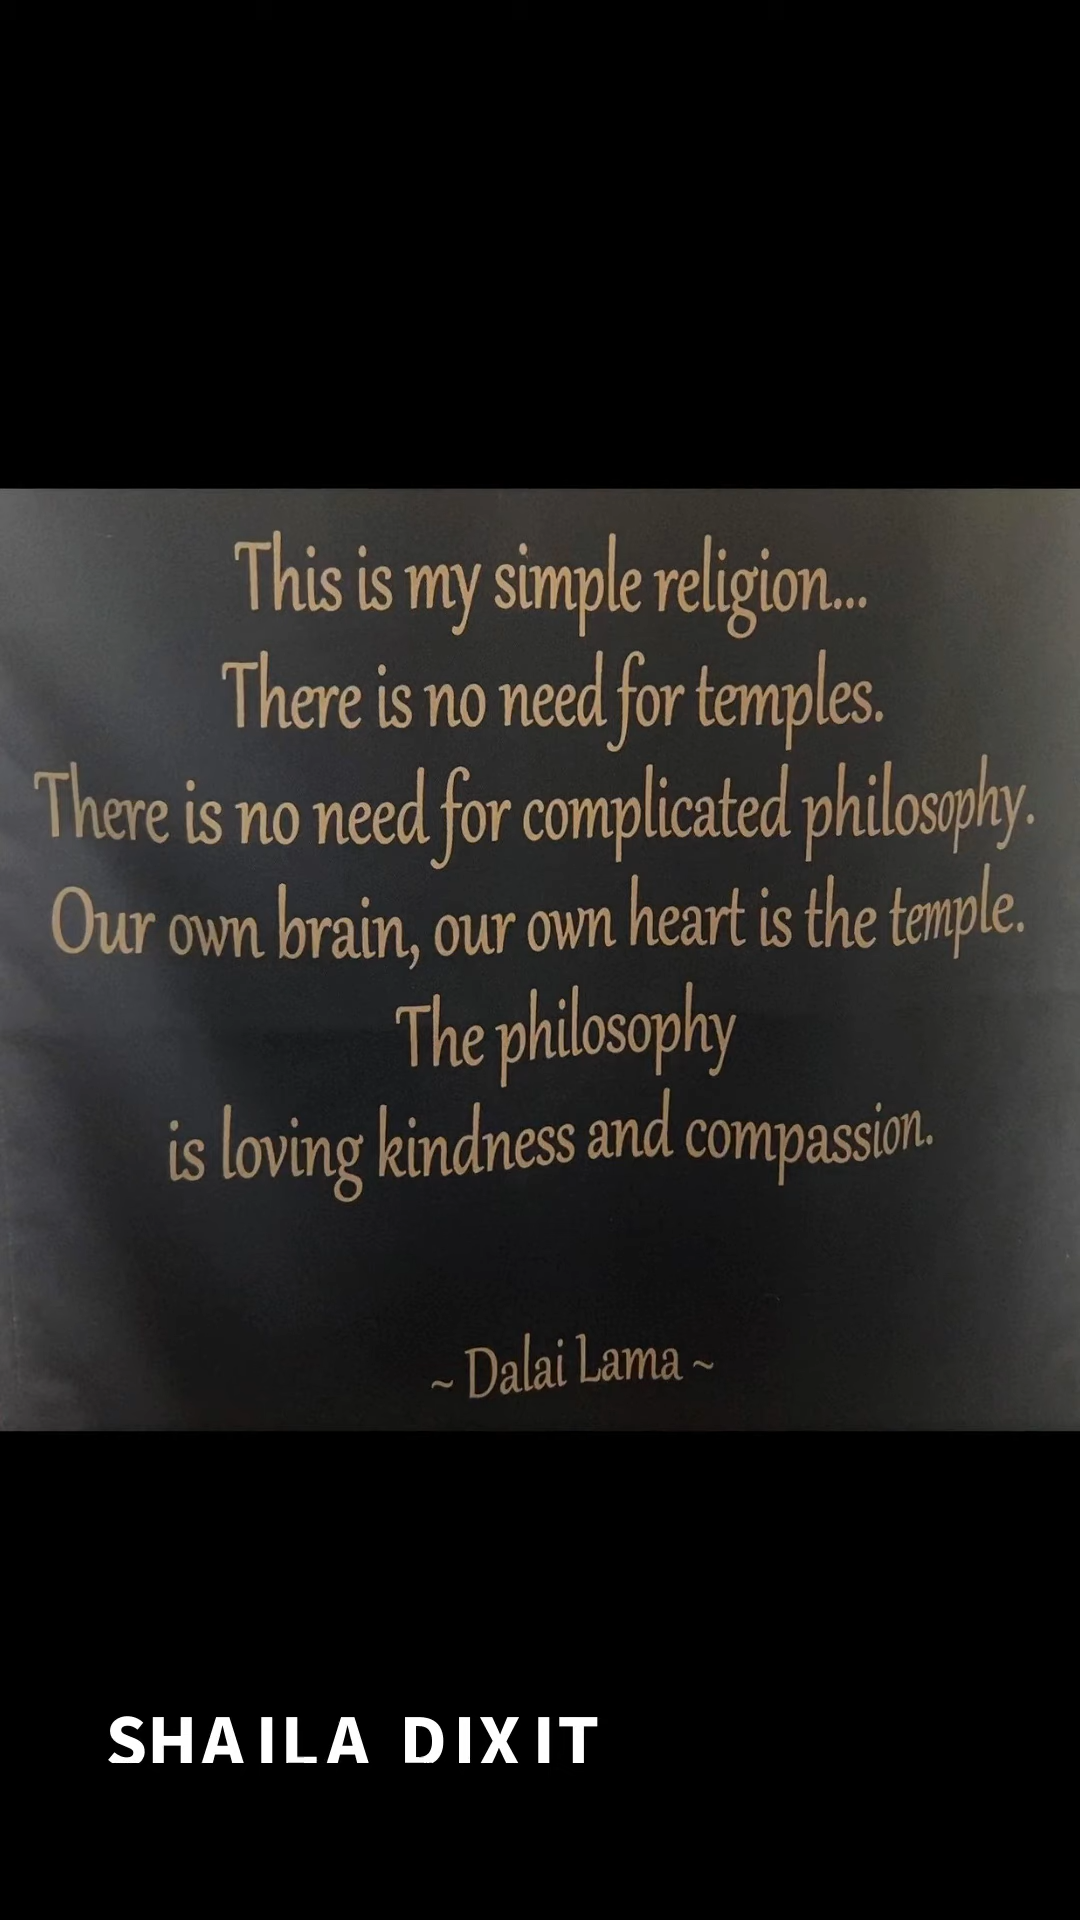 This is my simple religion...
There is no need for temples.
There is no need for complicated philosophy.
Our own brain, our own heart is the temple.
The philosophy
is loving kindness and compassion.
~ Dalai Lama ~
SHAILA DIXIT